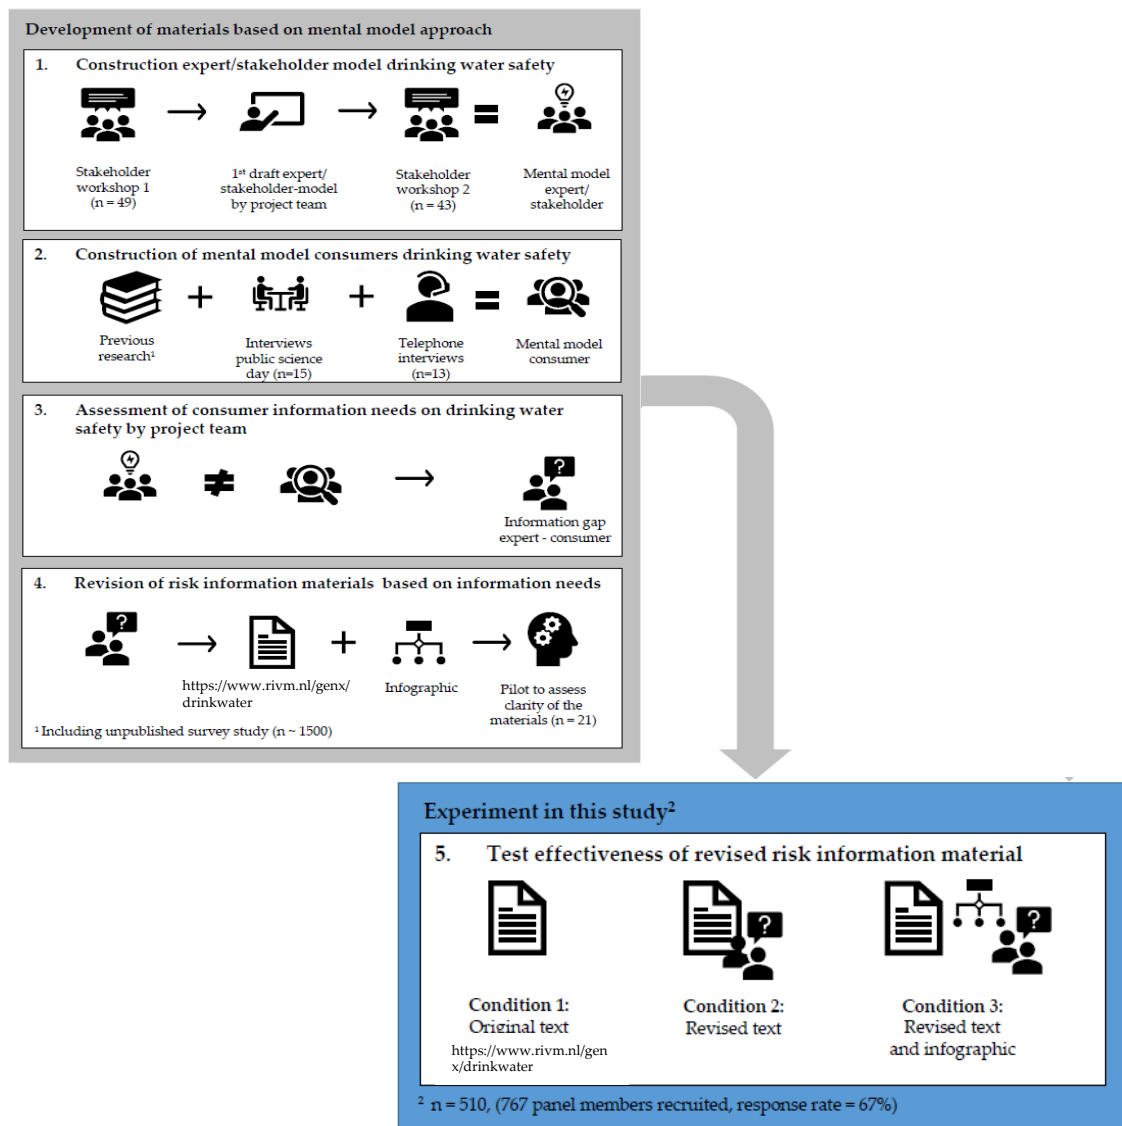 Development of materials based on mental model approach
1. Construction expert/stakeholder model drinking water safety
Stakeholder
workshop 1
(n = 49)
1st draft expert/
stakeholder-model
by project team
Stakeholder
workshop 2
(n = 43)
Mental model
expert/
stakeholder
2. Construction of mental model consumers drinking water safety
Previous
research1
Interviews
public science
day (n=15)
Telephone
interviews
(n=13)
Mental model
consumer
3. Assessment of consumer information needs on drinking water
safety by project team
?
Information gap
expert - consumer
4. Revision of risk information materials based on information needs
?
https://www.rivm.nl/genx/
drinkwater
Infographic
Pilot to assess
clarity of the
materials (n = 21)
1 Including unpublished survey study (n ~ 1500)
Experiment in this study2
5. Test effectiveness of revised risk information material
?
?
Condition 1:
Original text
https://www.rivm.nl/gen
x/drinkwater
Condition 2:
Revised text
Condition 3:
Revised text
and infographic
2 n = 510, (767 panel members recruited, response rate = 67%)